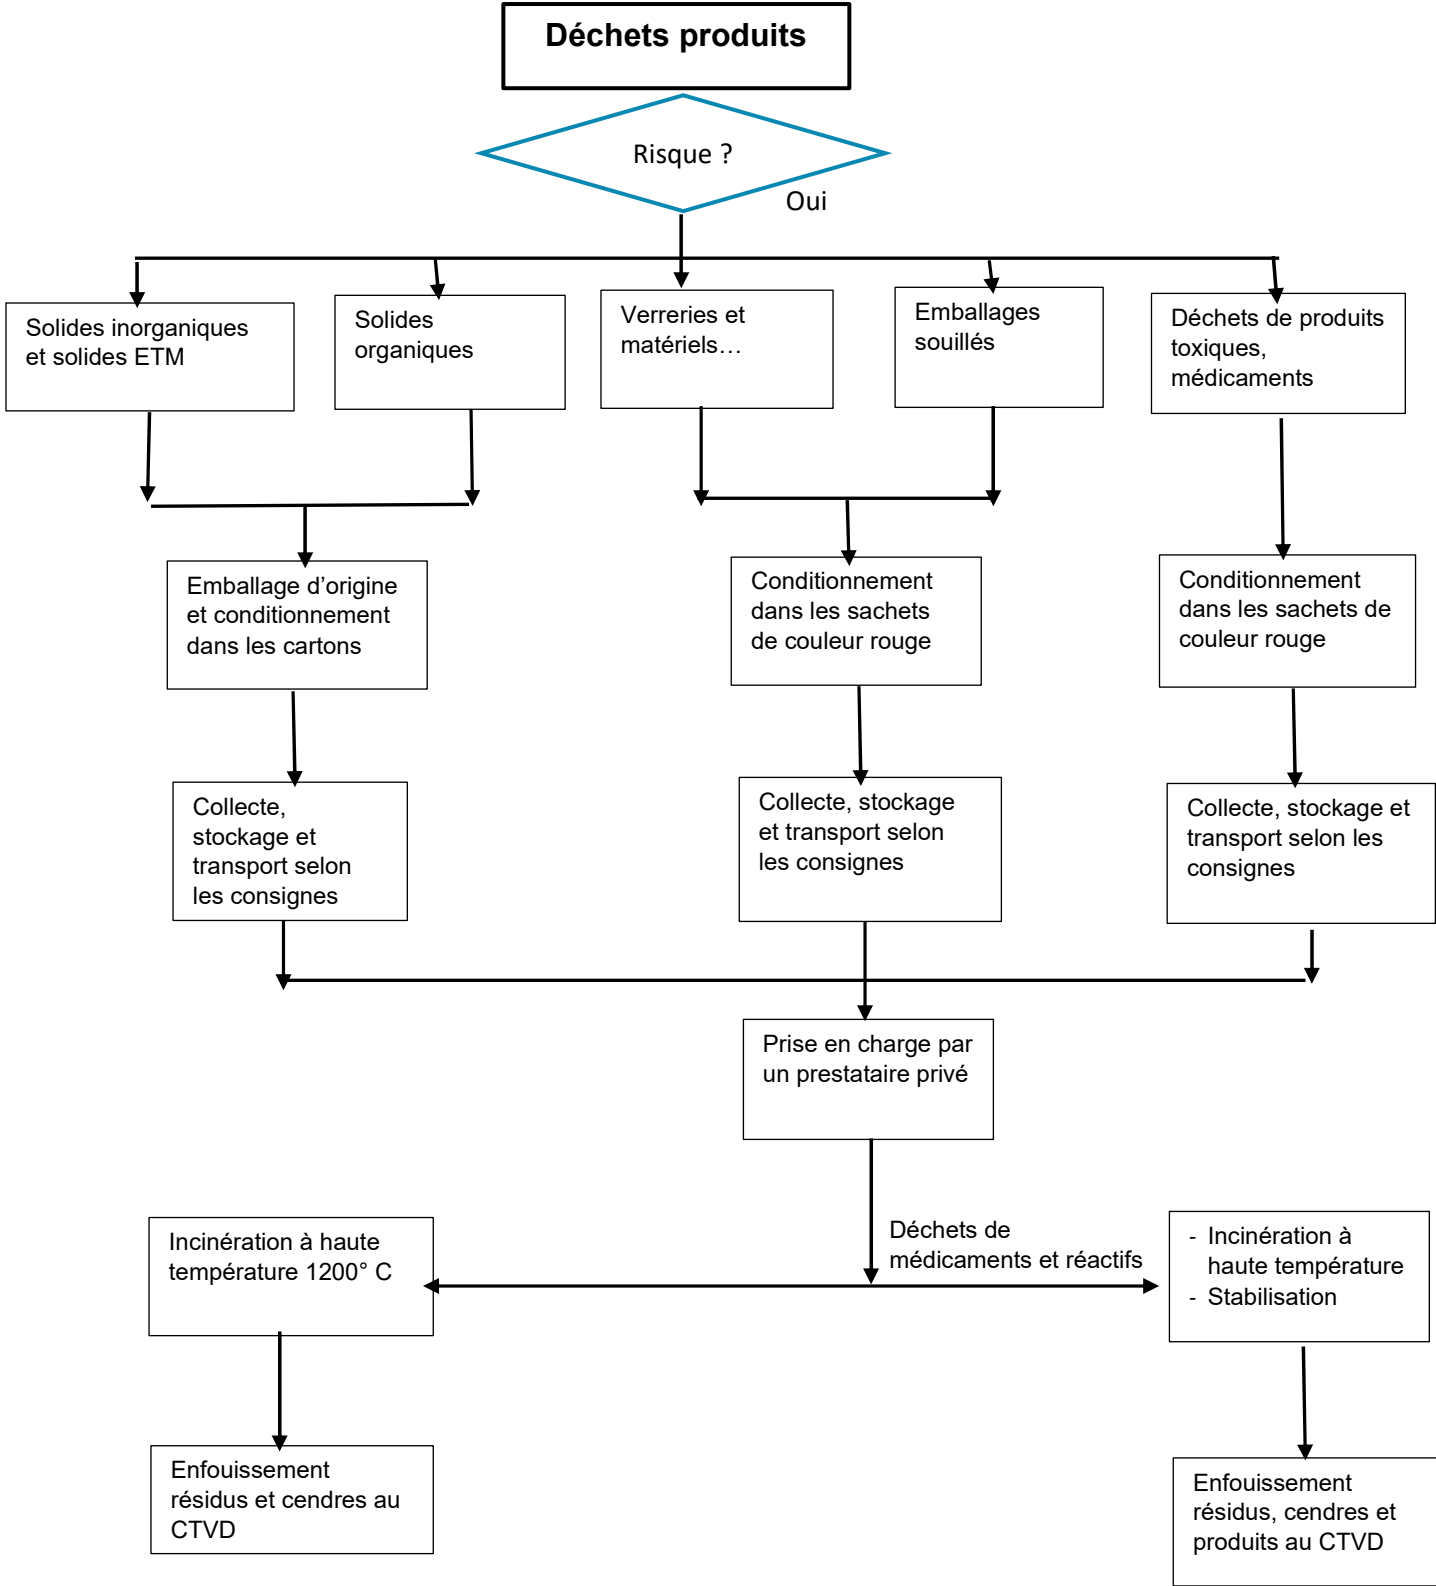 Déchets produits
Risque ?
Oui
Solides inorganiques
et solides ETM
Solides
organiques
Verreries et
matériels…
Emballages
souillés
Déchets de produits
toxiques,
médicaments
Emballage d’origine
et conditionnement
dans les cartons
Conditionnement
dans les sachets
de couleur rouge
Conditionnement
dans les sachets de
couleur rouge
Collecte,
stockage et
transport selon
les consignes
Collecte, stockage
et transport selon
les consignes
Collecte, stockage et
transport selon les
consignes
Prise en charge par
un prestataire privé
Déchets de
médicaments et réactifs
Incinération à haute
température 1200° C
- Incinération à
haute température
- Stabilisation
Enfouissement
résidus et cendres au
CTVD
Enfouissement
résidus, cendres et
produits au CTVD